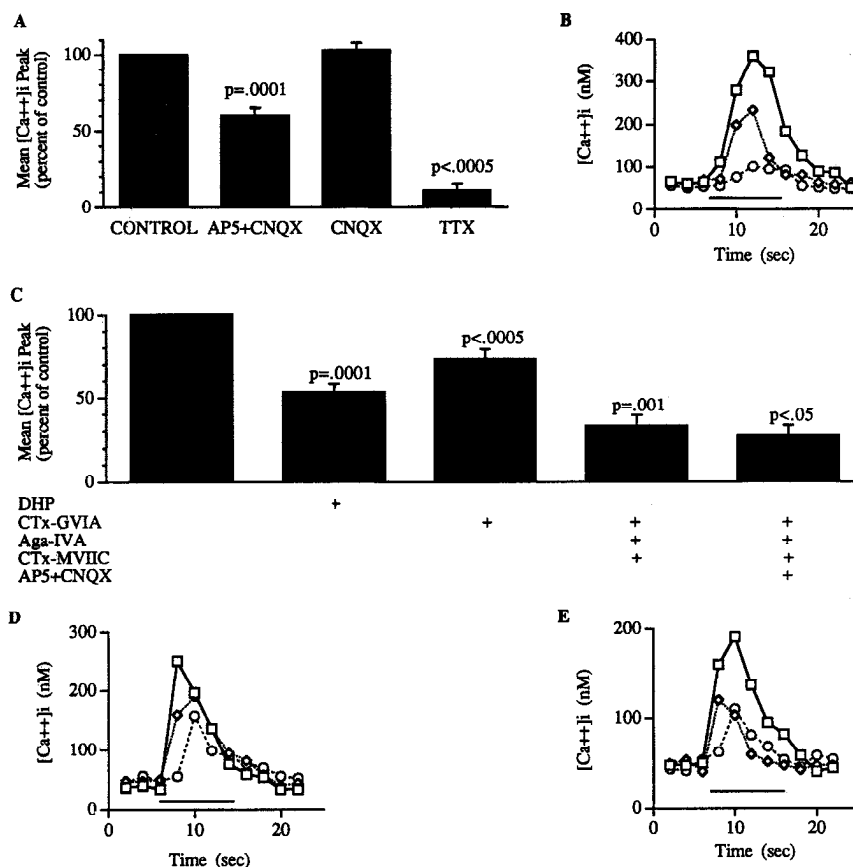 A
Mean [Ca++]i Peak
(percent of control)
100
50
0
p=.0001
p<.0005
CONTROL AP5+CNQX CNQX TTX
B
[Ca++]i (nM)
400
300
200
100
0
0 10 20
Time (sec)
C
Mean [Ca++]i Peak
(percent of control)
100
50
0
p=.0001
p<.0005
p=.001
p<.05
DHP +
CTx-GVIA + + +
Aga-IVA + +
CTx-MVIIC + +
AP5+CNQX +
D
[Ca++]i (nM)
300
200
100
0
0 10 20
Time (sec)
E
[Ca++]i (nM)
200
100
0
0 10 20
Time (sec)